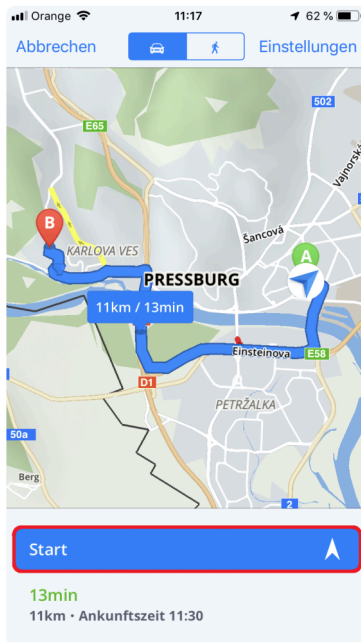 Orange 11:17 62 %
Abbrechen Einstellungen
502
E65
Vajnorsk
Šancová
B
A
KARLOVA VES
PRESSBURG
11km / 13min
Einsteinova E58
D1
PETRŽALKA
50a
Berg
2
Start
13min
11km · Ankunftszeit 11:30